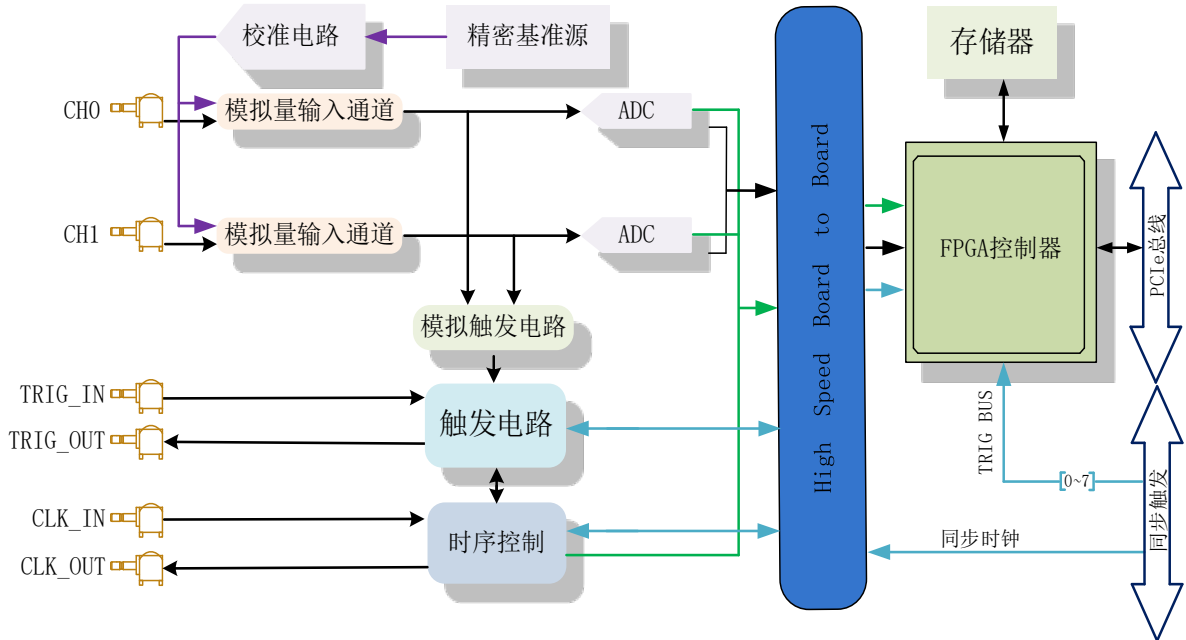 校准电路
精密基准源
存储器
CH0
模拟量输入通道
ADC
CH1
模拟量输入通道
ADC
High Speed Board to Board
FPGA控制器
PCIe总线
模拟触发电路
TRIG_IN
TRIG_OUT
触发电路
TRIG BUS
[0~7]
同步触发
CLK_IN
CLK_OUT
时序控制
同步时钟